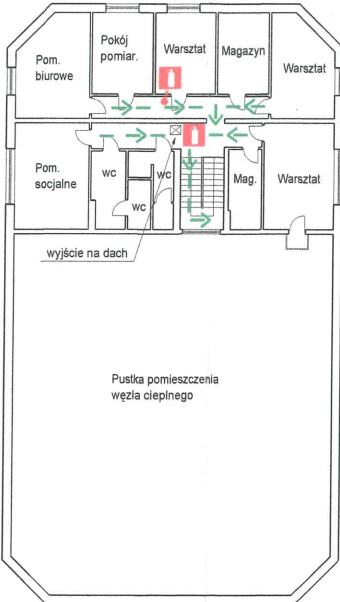 Pom.
biurowe
Pokój
pomiar.
Warsztat
Magazyn
Warsztat
Pom.
socjalne
wc
wc
wc
Mag.
Warsztat
wyjście na dach
Pustka pomieszczenia
węzła cieplnego